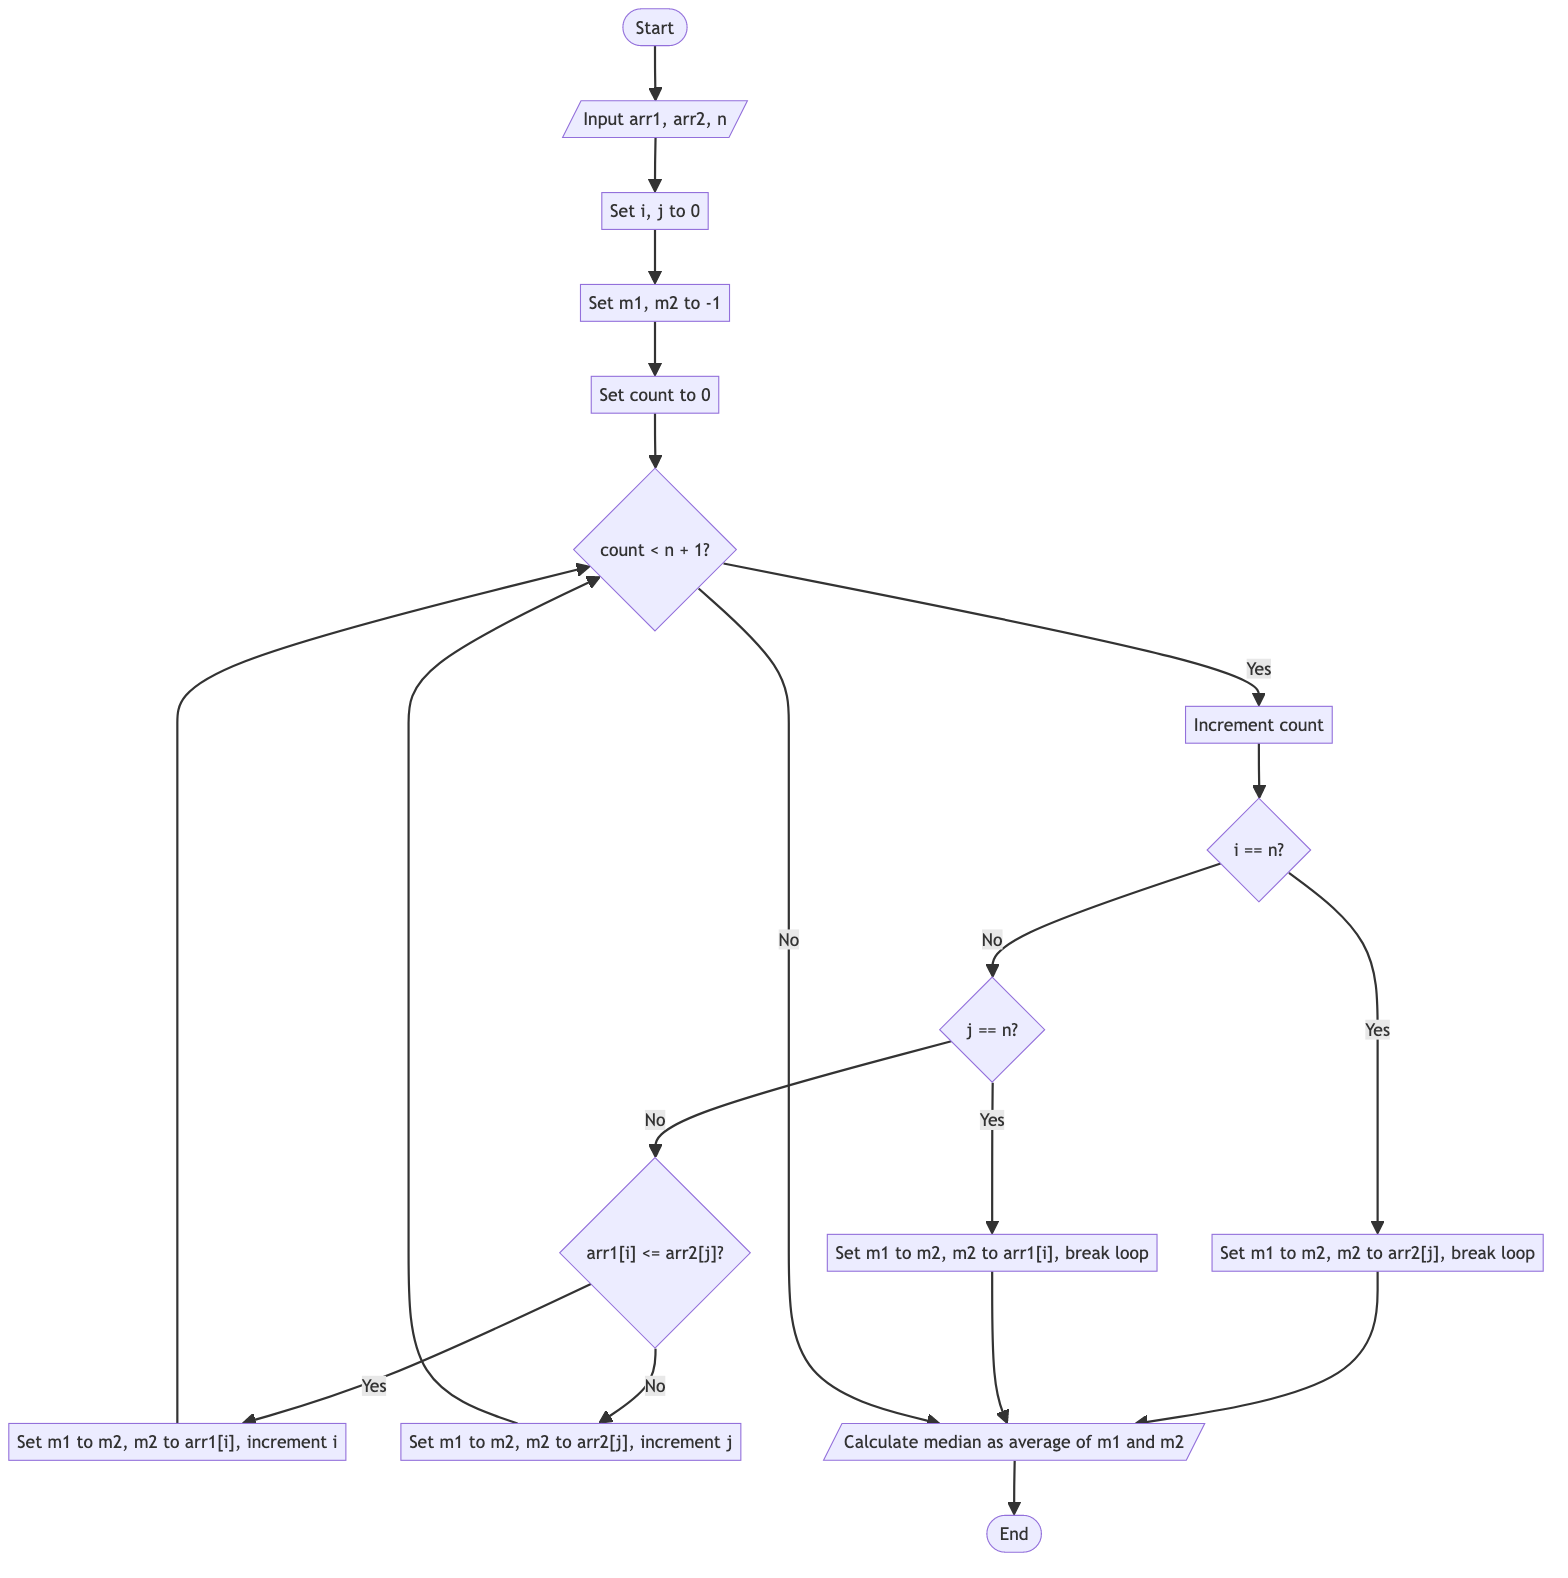 Start
Input arr1, arr2, n
Set i, j to 0
Set m1, m2 to -1
Set count to 0
count < n + 1?
Yes
Increment count
i == n?
No
No
j == n?
Yes
No
Yes
arr1[i] <= arr2[j]?
Set m1 to m2, m2 to arr1[i], break loop
Set m1 to m2, m2 to arr2[j], break loop
Yes
No
Set m1 to m2, m2 to arr1[i], increment i
Set m1 to m2, m2 to arr2[j], increment j
Calculate median as average of m1 and m2
End